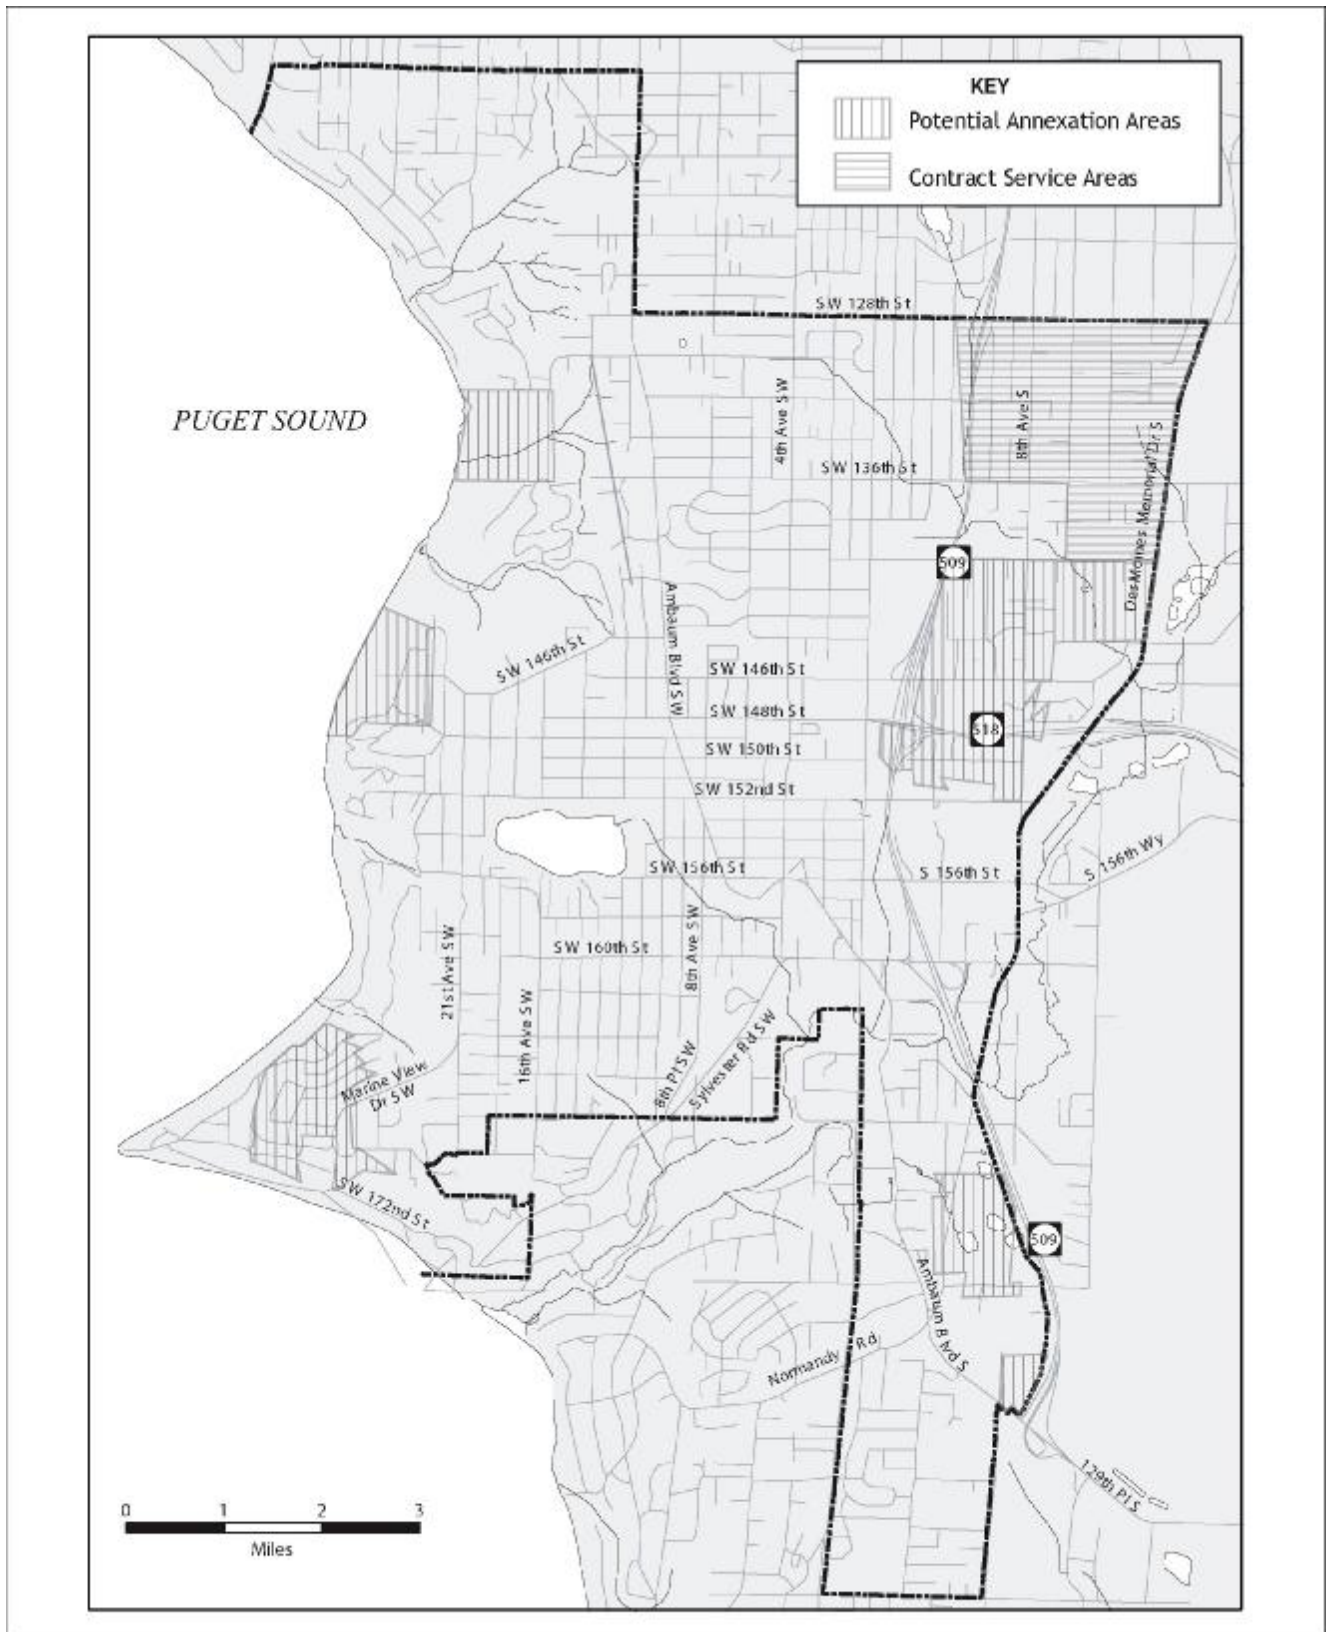 KEY
Potential Annexation Areas
Contract Service Areas
SW 128th St
PUGET SOUND
4th Ave SW
8th Ave S
SW 136th St
Des Moines Memorial Dr S
509
Ambaum Blvd SW
SW 146th St
SW 146th St
SW 148th St
518
SW 150th St
SW 152nd St
SW 156th St
S 156th St
S 156th Wy
21st Ave SW
SW 160th St
8th Ave SW
16th Ave SW
8th Pl SW
Sylvester Rd SW
Marine View
Dr SW
SW 172nd St
509
Ambaum Blvd S
Normandy Rd
129th Pl S
0 1 2 3
Miles